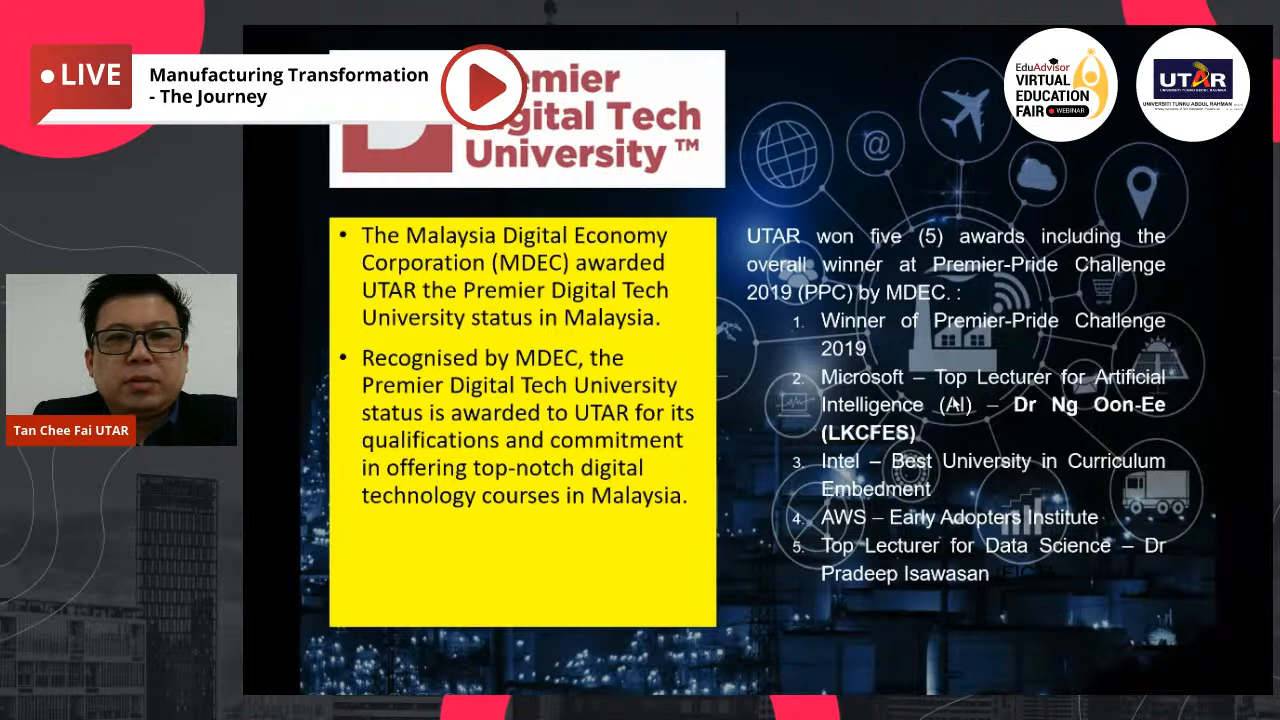 LIVE
Manufacturing Transformation
- The Journey
emier
igital Tech
University ™
EduAdvisor
VIRTUAL
EDUCATION
FAIR
WEBINAR
UTAR
UNIVERSITI TUNKU ABDUL RAHMAN
UNIVERSITI TUNKU ABDUL RAHMAN
• The Malaysia Digital Economy
Corporation (MDEC) awarded
UTAR the Premier Digital Tech
University status in Malaysia.
• Recognised by MDEC, the
Premier Digital Tech University
status is awarded to UTAR for its
qualifications and commitment
in offering top-notch digital
technology courses in Malaysia.
UTAR won five (5) awards including the
overall winner at Premier-Pride Challenge
2019 (PPC) by MDEC. :
1. Winner of Premier-Pride Challenge
2019
2. Microsoft – Top Lecturer for Artificial
Intelligence (AI) – Dr Ng Oon-Ee
(LKCFES)
3. Intel – Best University in Curriculum
Embedment
4. AWS – Early Adopters Institute
5. Top Lecturer for Data Science – Dr
Pradeep Isawasan
Tan Chee Fai UTAR